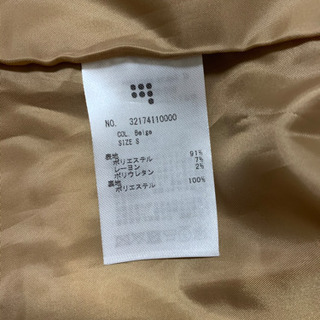 NO. 32174110000
COL. Beige
SIZE S
表地
ポリエステル 91%
レーヨン 7%
ポリウレタン 2%
裏地
ポリエステル 100%